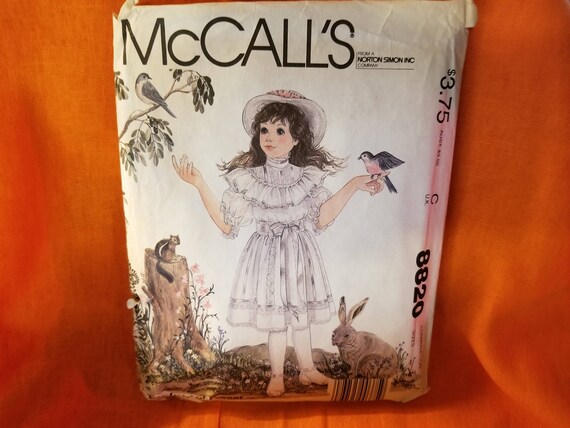 McCALL'S
FROM A
NORTON SIMON INC
COMPANY
$3.75
C
8820